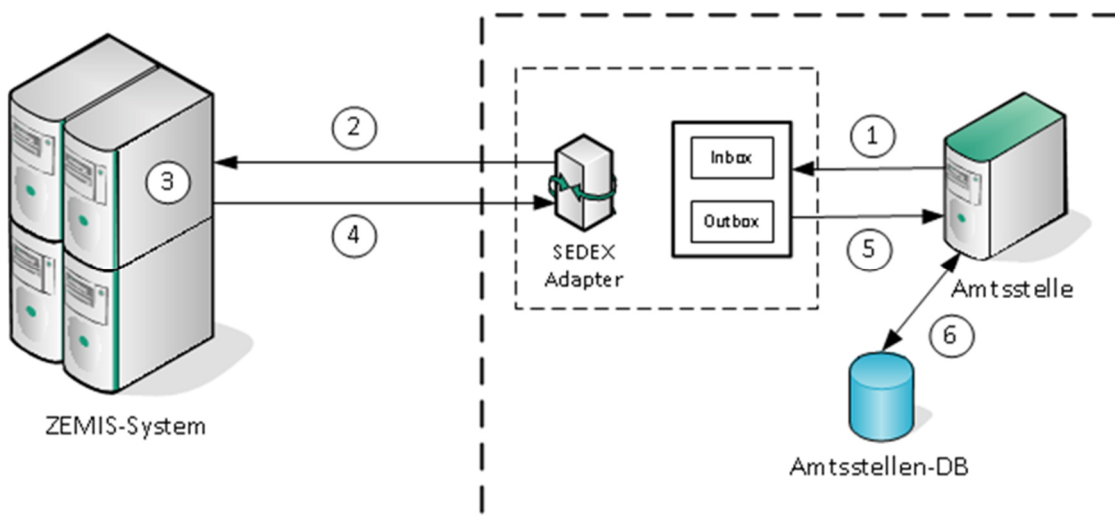 2
1
Inbox
3
4
Outbox
5
SEDEX
Adapter
Amtsstelle
6
ZEMIS-System
Amtsstellen-DB